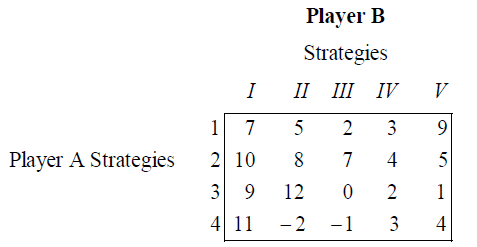 Player B
Strategies
I II III IV V
1 7 5 2 3 9
Player A Strategies 2 10 8 7 4 5
3 9 12 0 2 1
4 11 – 2 – 1 3 4